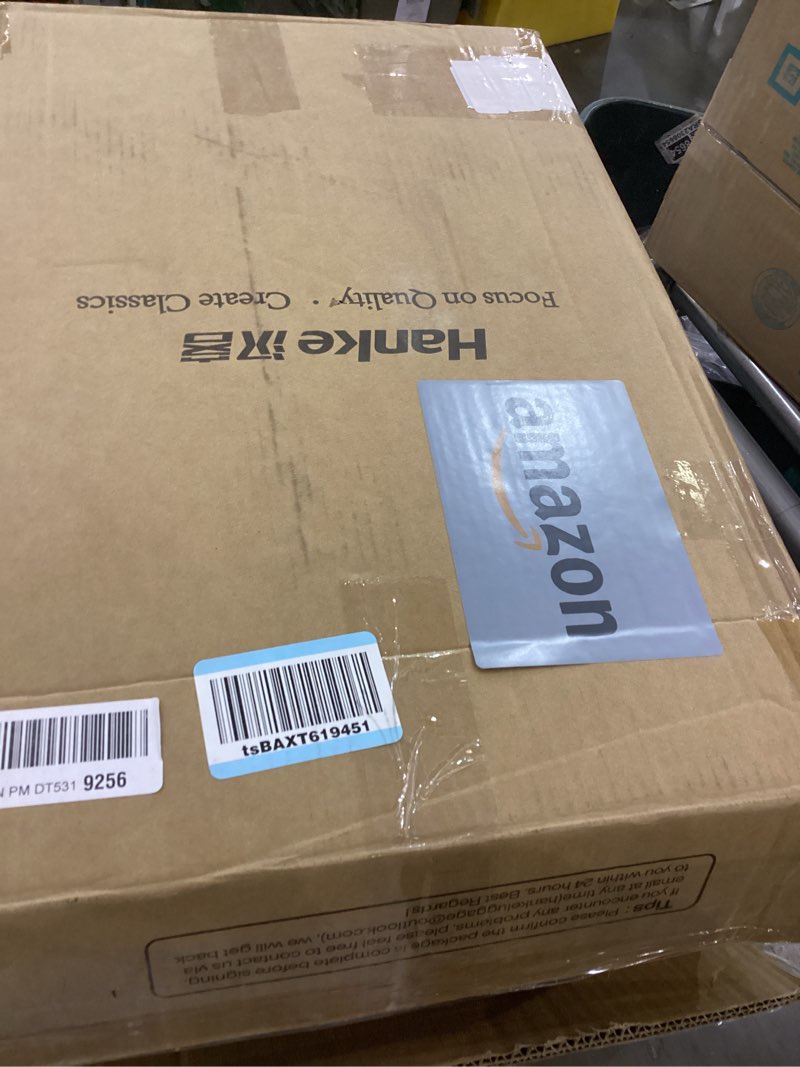 Hanke 汉客
Focus on Quality · Create Classics
amazon
tsBAXT619451
PM DT531 9256
Tips : Please confirm the package is complete before signing.
If you encounter any problems, please feel free to contact us via
email at any time(hankeluggage@outlook.com), we will get back
to you within 24 hours. Best Regards!